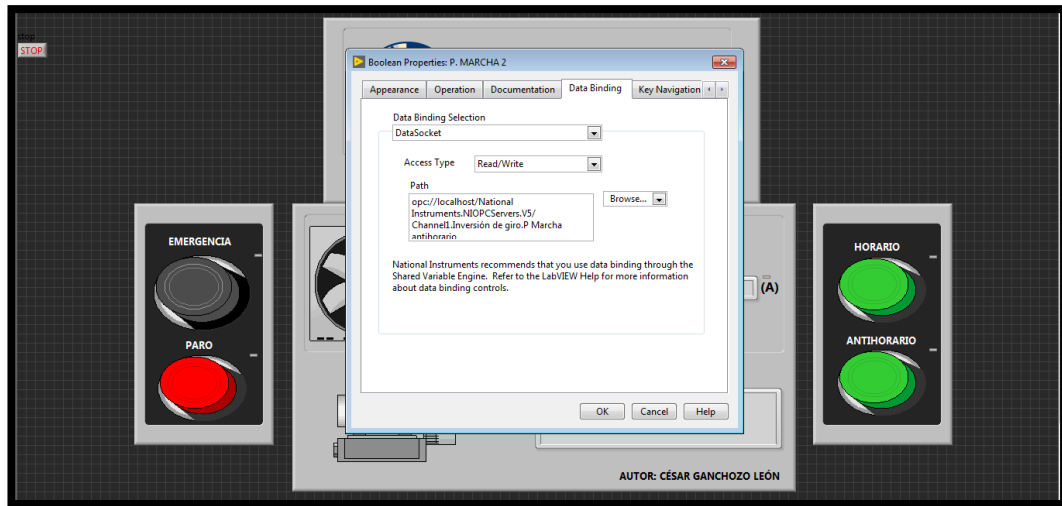 stop
STOP
Boolean Properties: P. MARCHA 2
Appearance
Operation
Documentation
Data Binding
Key Navigation
Data Binding Selection
DataSocket
Access Type
Read/Write
Path
opc://localhost/National
Instruments.NIOPCServers.V5/
Channel1.Inversión de giro.P Marcha
antihorario
Browse...
National Instruments recommends that you use data binding through the
Shared Variable Engine. Refer to the LabVIEW Help for more information
about data binding controls.
OK
Cancel
Help
EMERGENCIA
PARO
(A)
HORARIO
ANTIHORARIO
AUTOR: CÉSAR GANCHOZO LEÓN